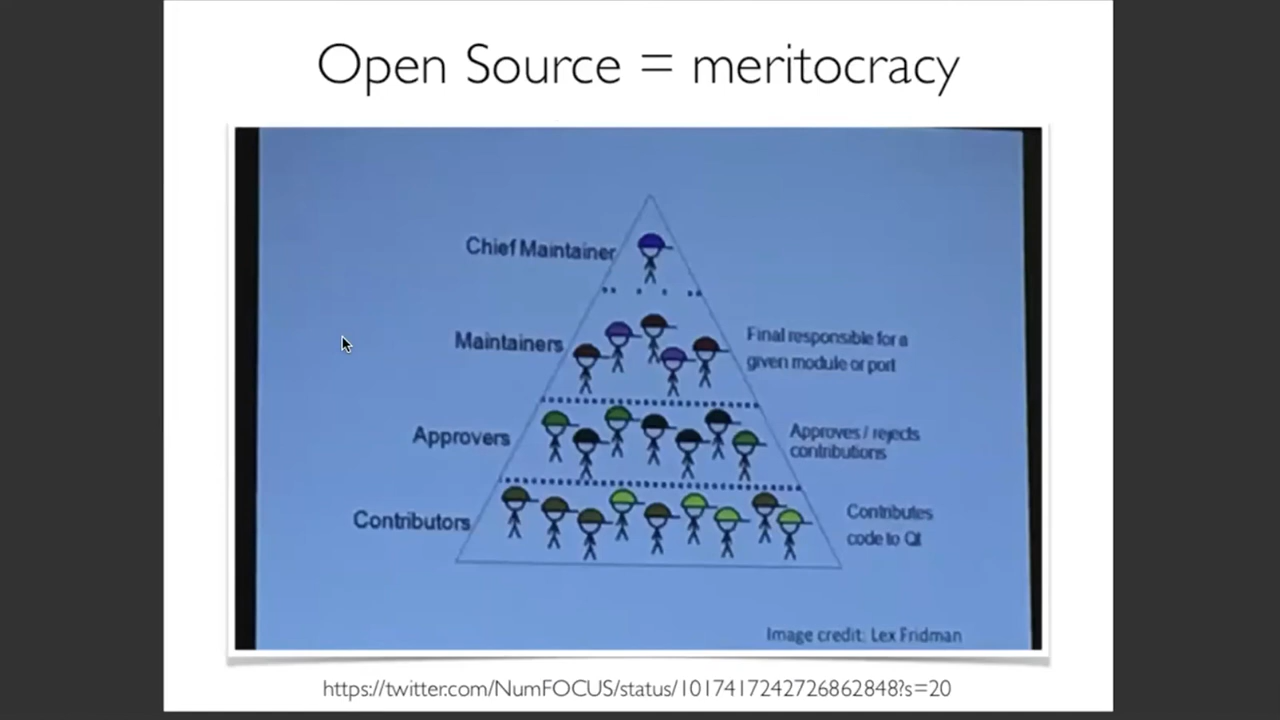 Open Source = meritocracy
Chief Maintainer
Maintainers
Final responsible for a
given module or port
Approvers
Approves / rejects
contributions
Contributors
Contributes
code to Qt
Image credit: Lex Fridman
https://twitter.com/NumFOCUS/status/1017417242726862848?s=20